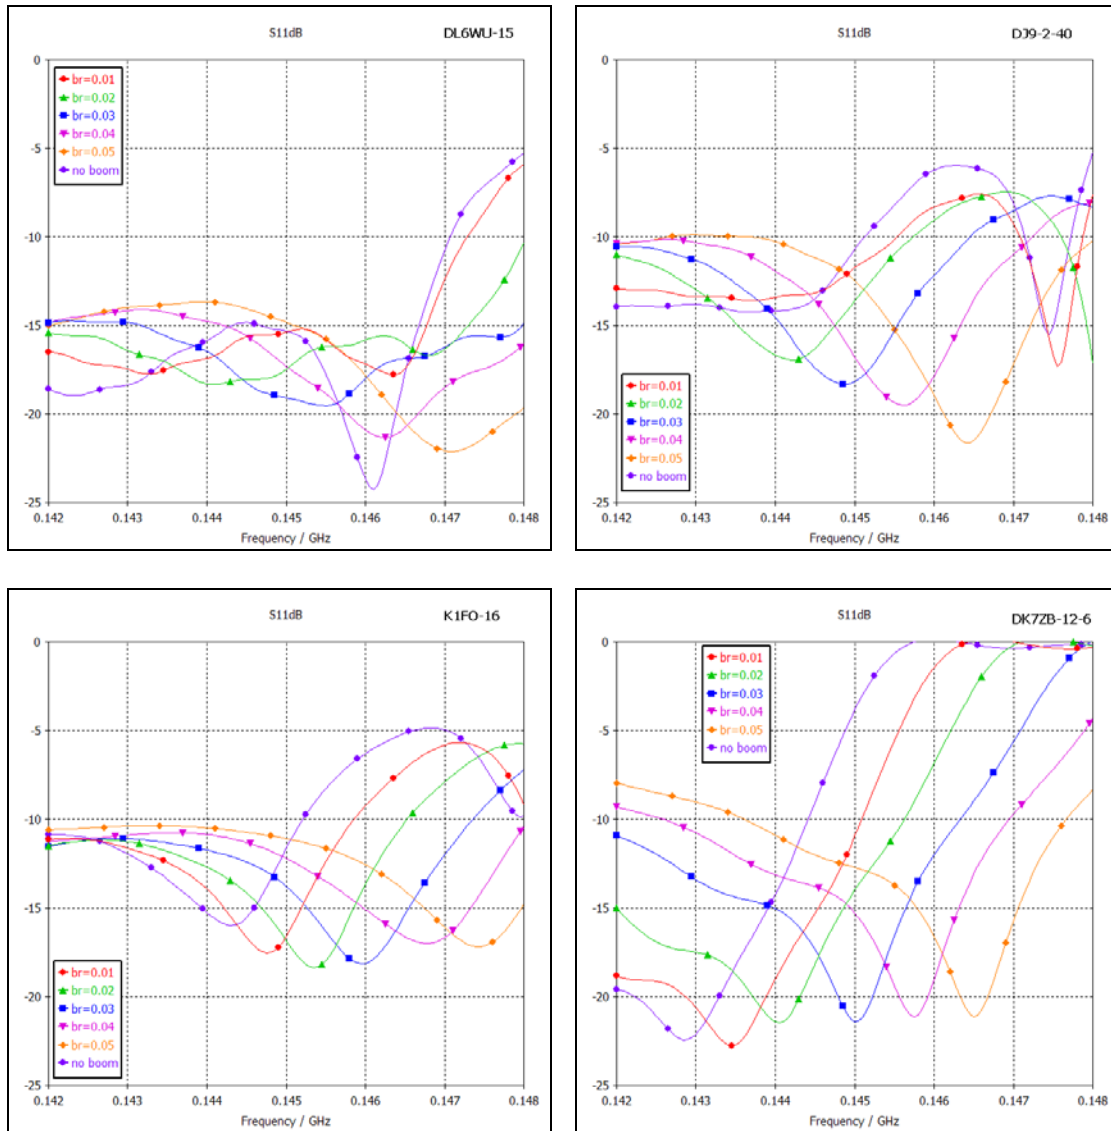 S11dB DL6WU-15
0
-5
-10
-15
-20
-25
br=0.01
br=0.02
br=0.03
br=0.04
br=0.05
no boom
0.142 0.143 0.144 0.145 0.146 0.147 0.148
Frequency / GHz
S11dB DJ9-2-40
0
-5
-10
-15
-20
-25
br=0.01
br=0.02
br=0.03
br=0.04
br=0.05
no boom
0.142 0.143 0.144 0.145 0.146 0.147 0.148
Frequency / GHz
S11dB K1FO-16
0
-5
-10
-15
-20
-25
br=0.01
br=0.02
br=0.03
br=0.04
br=0.05
no boom
0.142 0.143 0.144 0.145 0.146 0.147 0.148
Frequency / GHz
S11dB DK7ZB-12-6
0
-5
-10
-15
-20
-25
br=0.01
br=0.02
br=0.03
br=0.04
br=0.05
no boom
0.142 0.143 0.144 0.145 0.146 0.147 0.148
Frequency / GHz